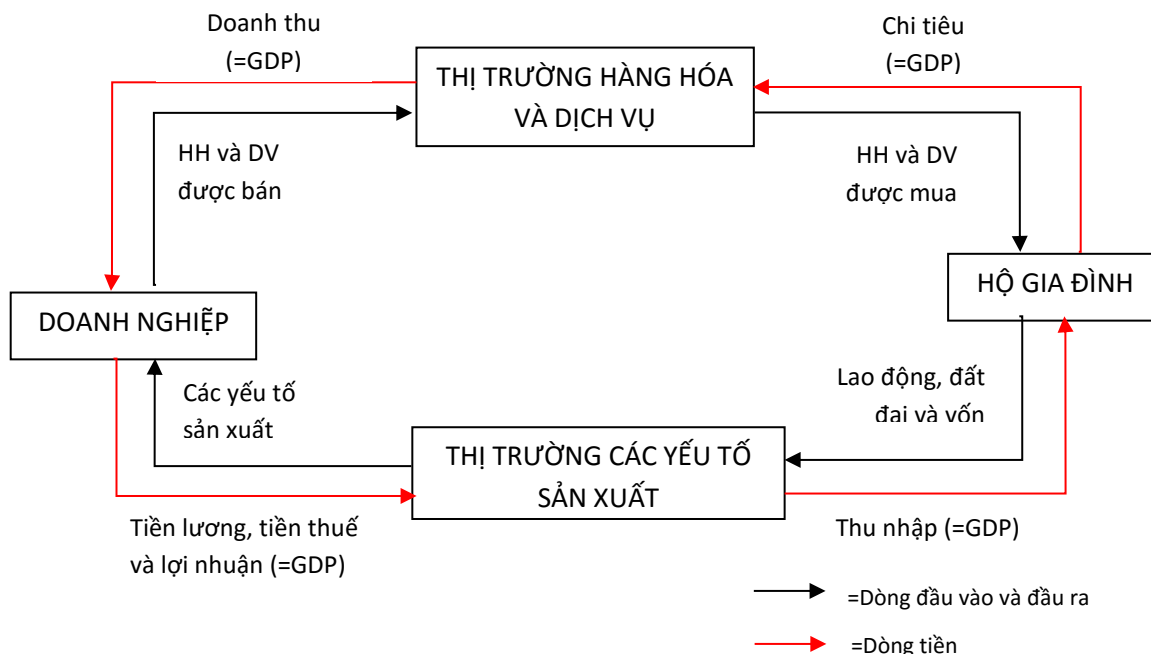 Doanh thu
(=GDP)
THỊ TRƯỜNG HÀNG HÓA
VÀ DỊCH VỤ
Chi tiêu
(=GDP)
HH và DV
được bán
HH và DV
được mua
DOANH NGHIỆP
HỘ GIA ĐÌNH
Các yếu tố
sản xuất
Lao động, đất
đai và vốn
THỊ TRƯỜNG CÁC YẾU TỐ
SẢN XUẤT
Tiền lương, tiền thuế
và lợi nhuận (=GDP)
Thu nhập (=GDP)
=Dòng đầu vào và đầu ra
=Dòng tiền